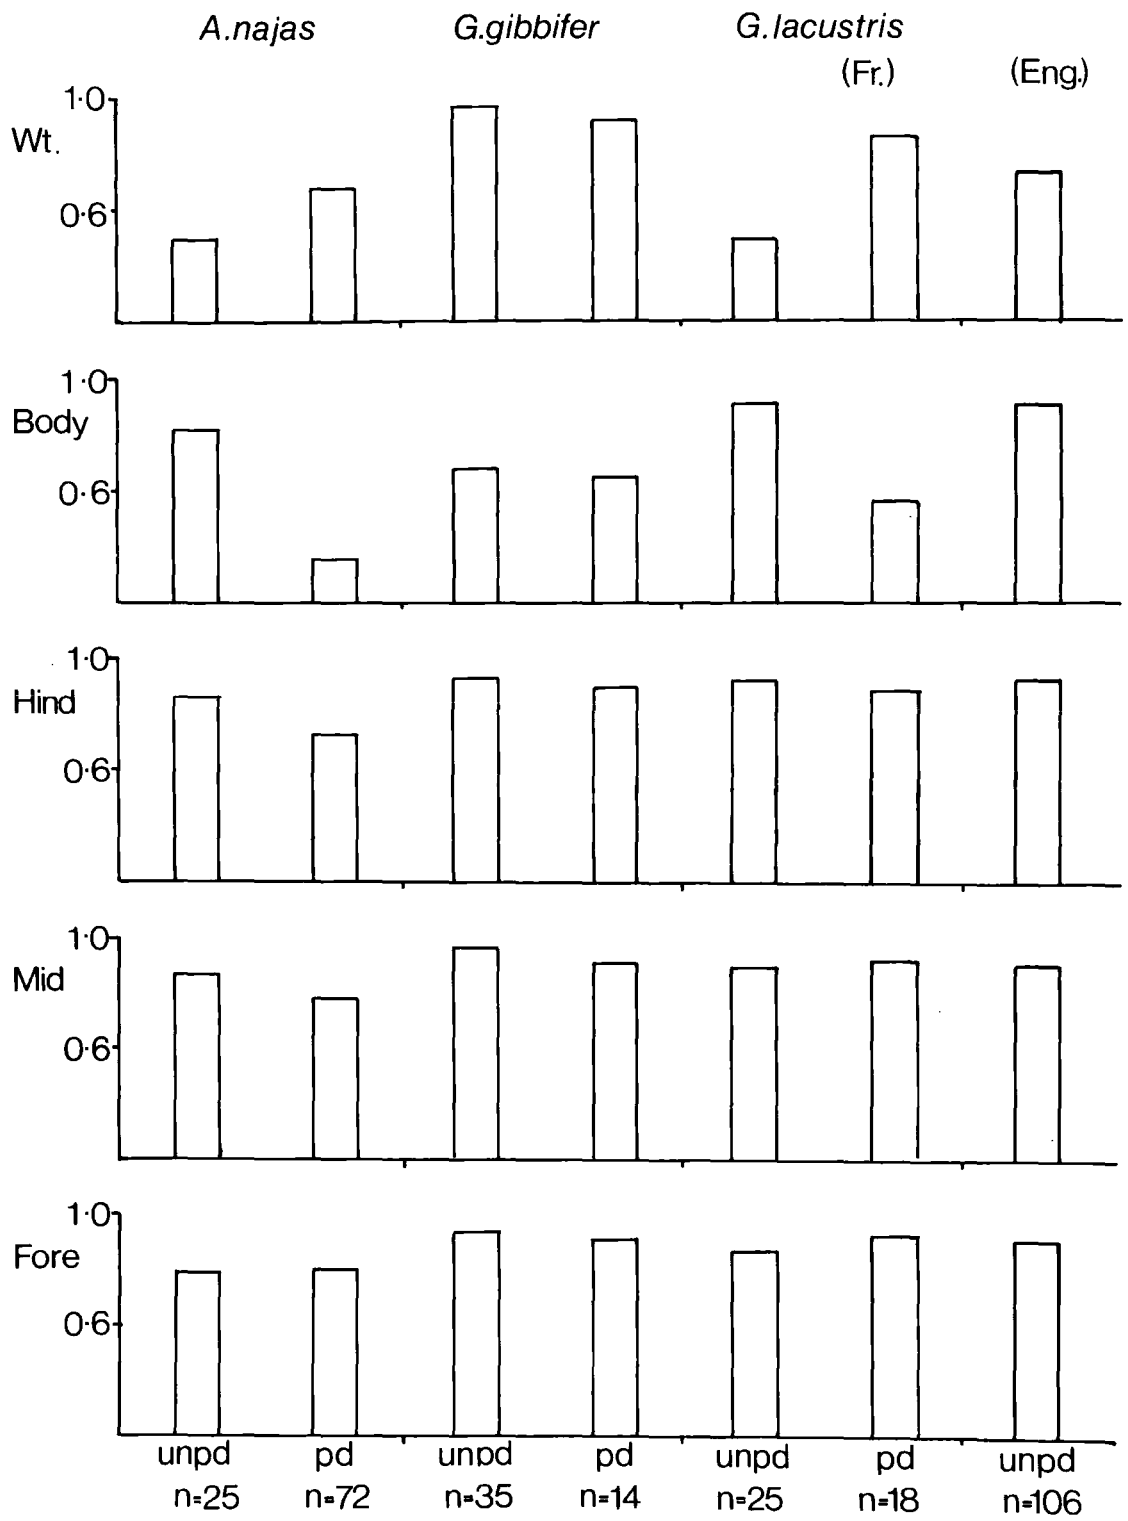 A.najas G.gibbifer G.lacustris
(Fr.) (Eng.)
1.0
Wt.
0.6
1.0
Body
0.6
1.0
Hind
0.6
1.0
Mid
0.6
1.0
Fore
0.6
unpd pd unpd pd unpd pd unpd
n=25 n=72 n=35 n=14 n=25 n=18 n=106